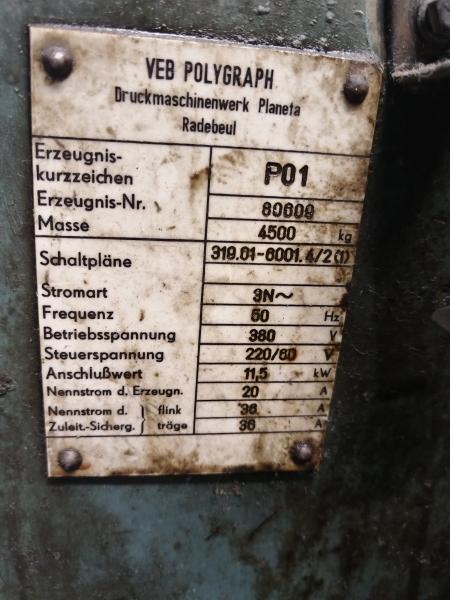 VEB POLYGRAPH
Druckmaschinenwerk Planeta
Radebeul
Erzeugnis-
kurzzeichen P01
Erzeugnis-Nr. 80609
Masse 4500 kg
Schaltpläne 319.01-6001.4/2(1)
Stromart 3N~
Frequenz 50 Hz
Betriebsspannung 380 V
Steuerspannung 220/60 V
Anschlußwert 11,5 kW
Nennstrom d. Erzeugn. 20 A
Nennstrom d. } flink 36 A
Zuleit.-Sicherg. } träge 36 A